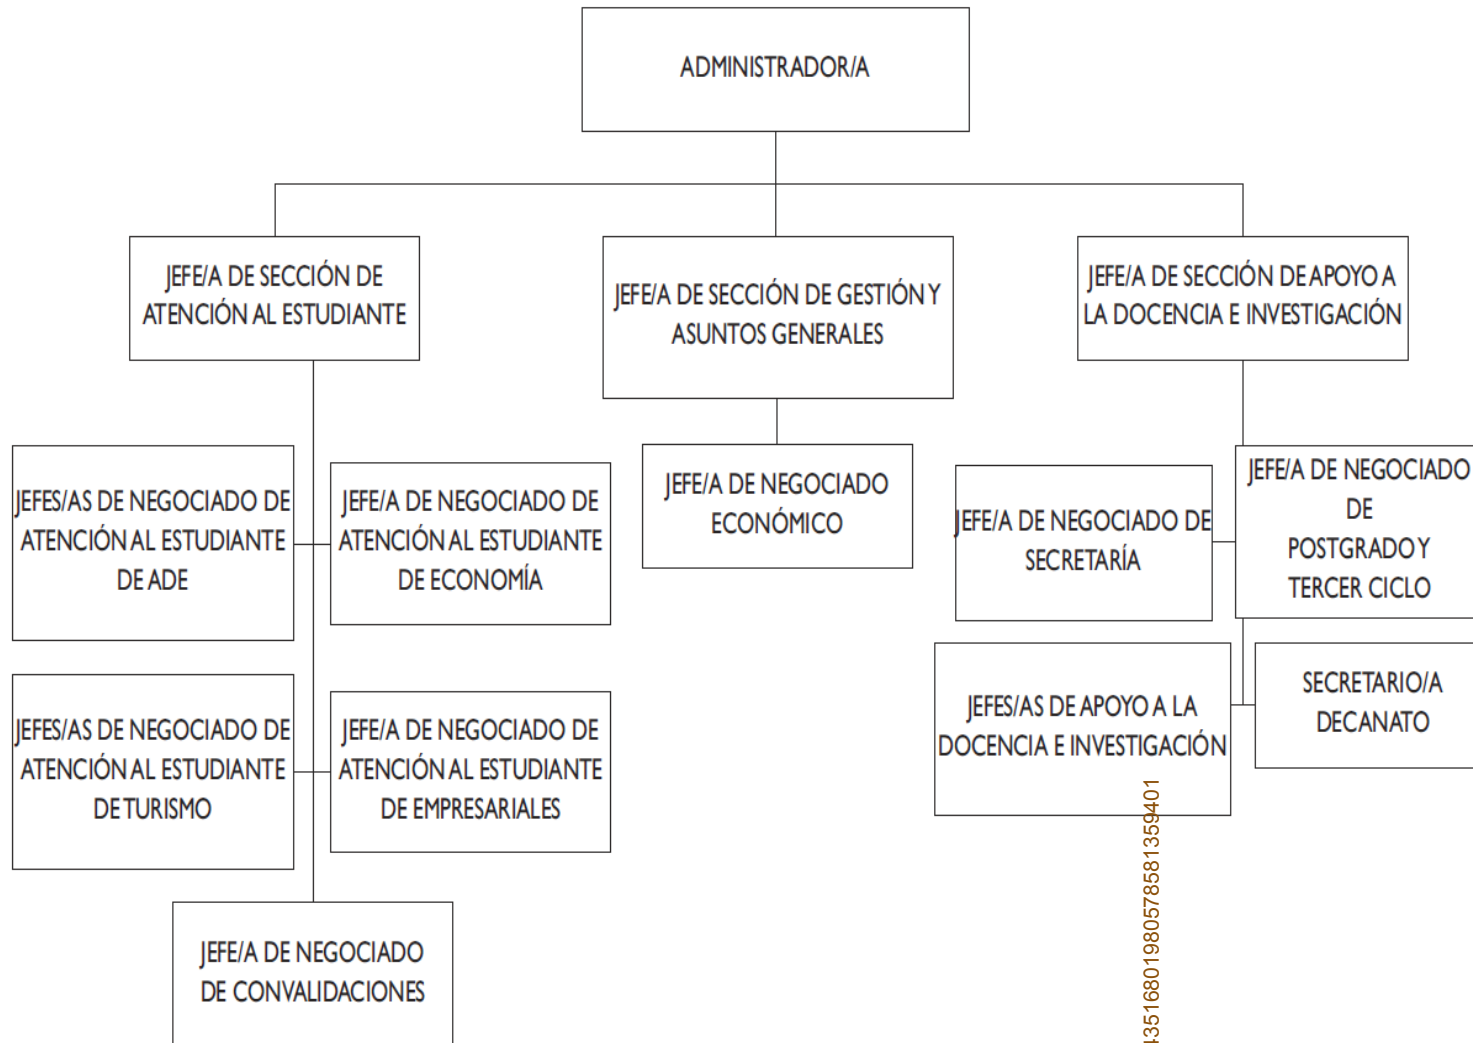 ADMINISTRADOR/A
JEFE/A DE SECCIÓN DE
ATENCIÓN AL ESTUDIANTE
JEFE/A DE SECCIÓN DE GESTIÓN Y
ASUNTOS GENERALES
JEFE/A DE SECCIÓN DE APOYO A
LA DOCENCIA E INVESTIGACIÓN
JEFES/AS DE NEGOCIADO DE
ATENCIÓN AL ESTUDIANTE
DE ADE
JEFE/A DE NEGOCIADO DE
ATENCIÓN AL ESTUDIANTE
DE ECONOMÍA
JEFE/A DE NEGOCIADO
ECONÓMICO
JEFE/A DE NEGOCIADO DE
SECRETARÍA
JEFE/A DE NEGOCIADO
DE
POSTGRADO Y
TERCER CICLO
JEFES/AS DE NEGOCIADO DE
ATENCIÓN AL ESTUDIANTE
DE TURISMO
JEFE/A DE NEGOCIADO DE
ATENCIÓN AL ESTUDIANTE
DE EMPRESARIALES
JEFES/AS DE APOYO A LA
DOCENCIA E INVESTIGACIÓN
SECRETARIO/A
DECANATO
JEFE/A DE NEGOCIADO
DE CONVALIDACIONES
43516801980578581359401